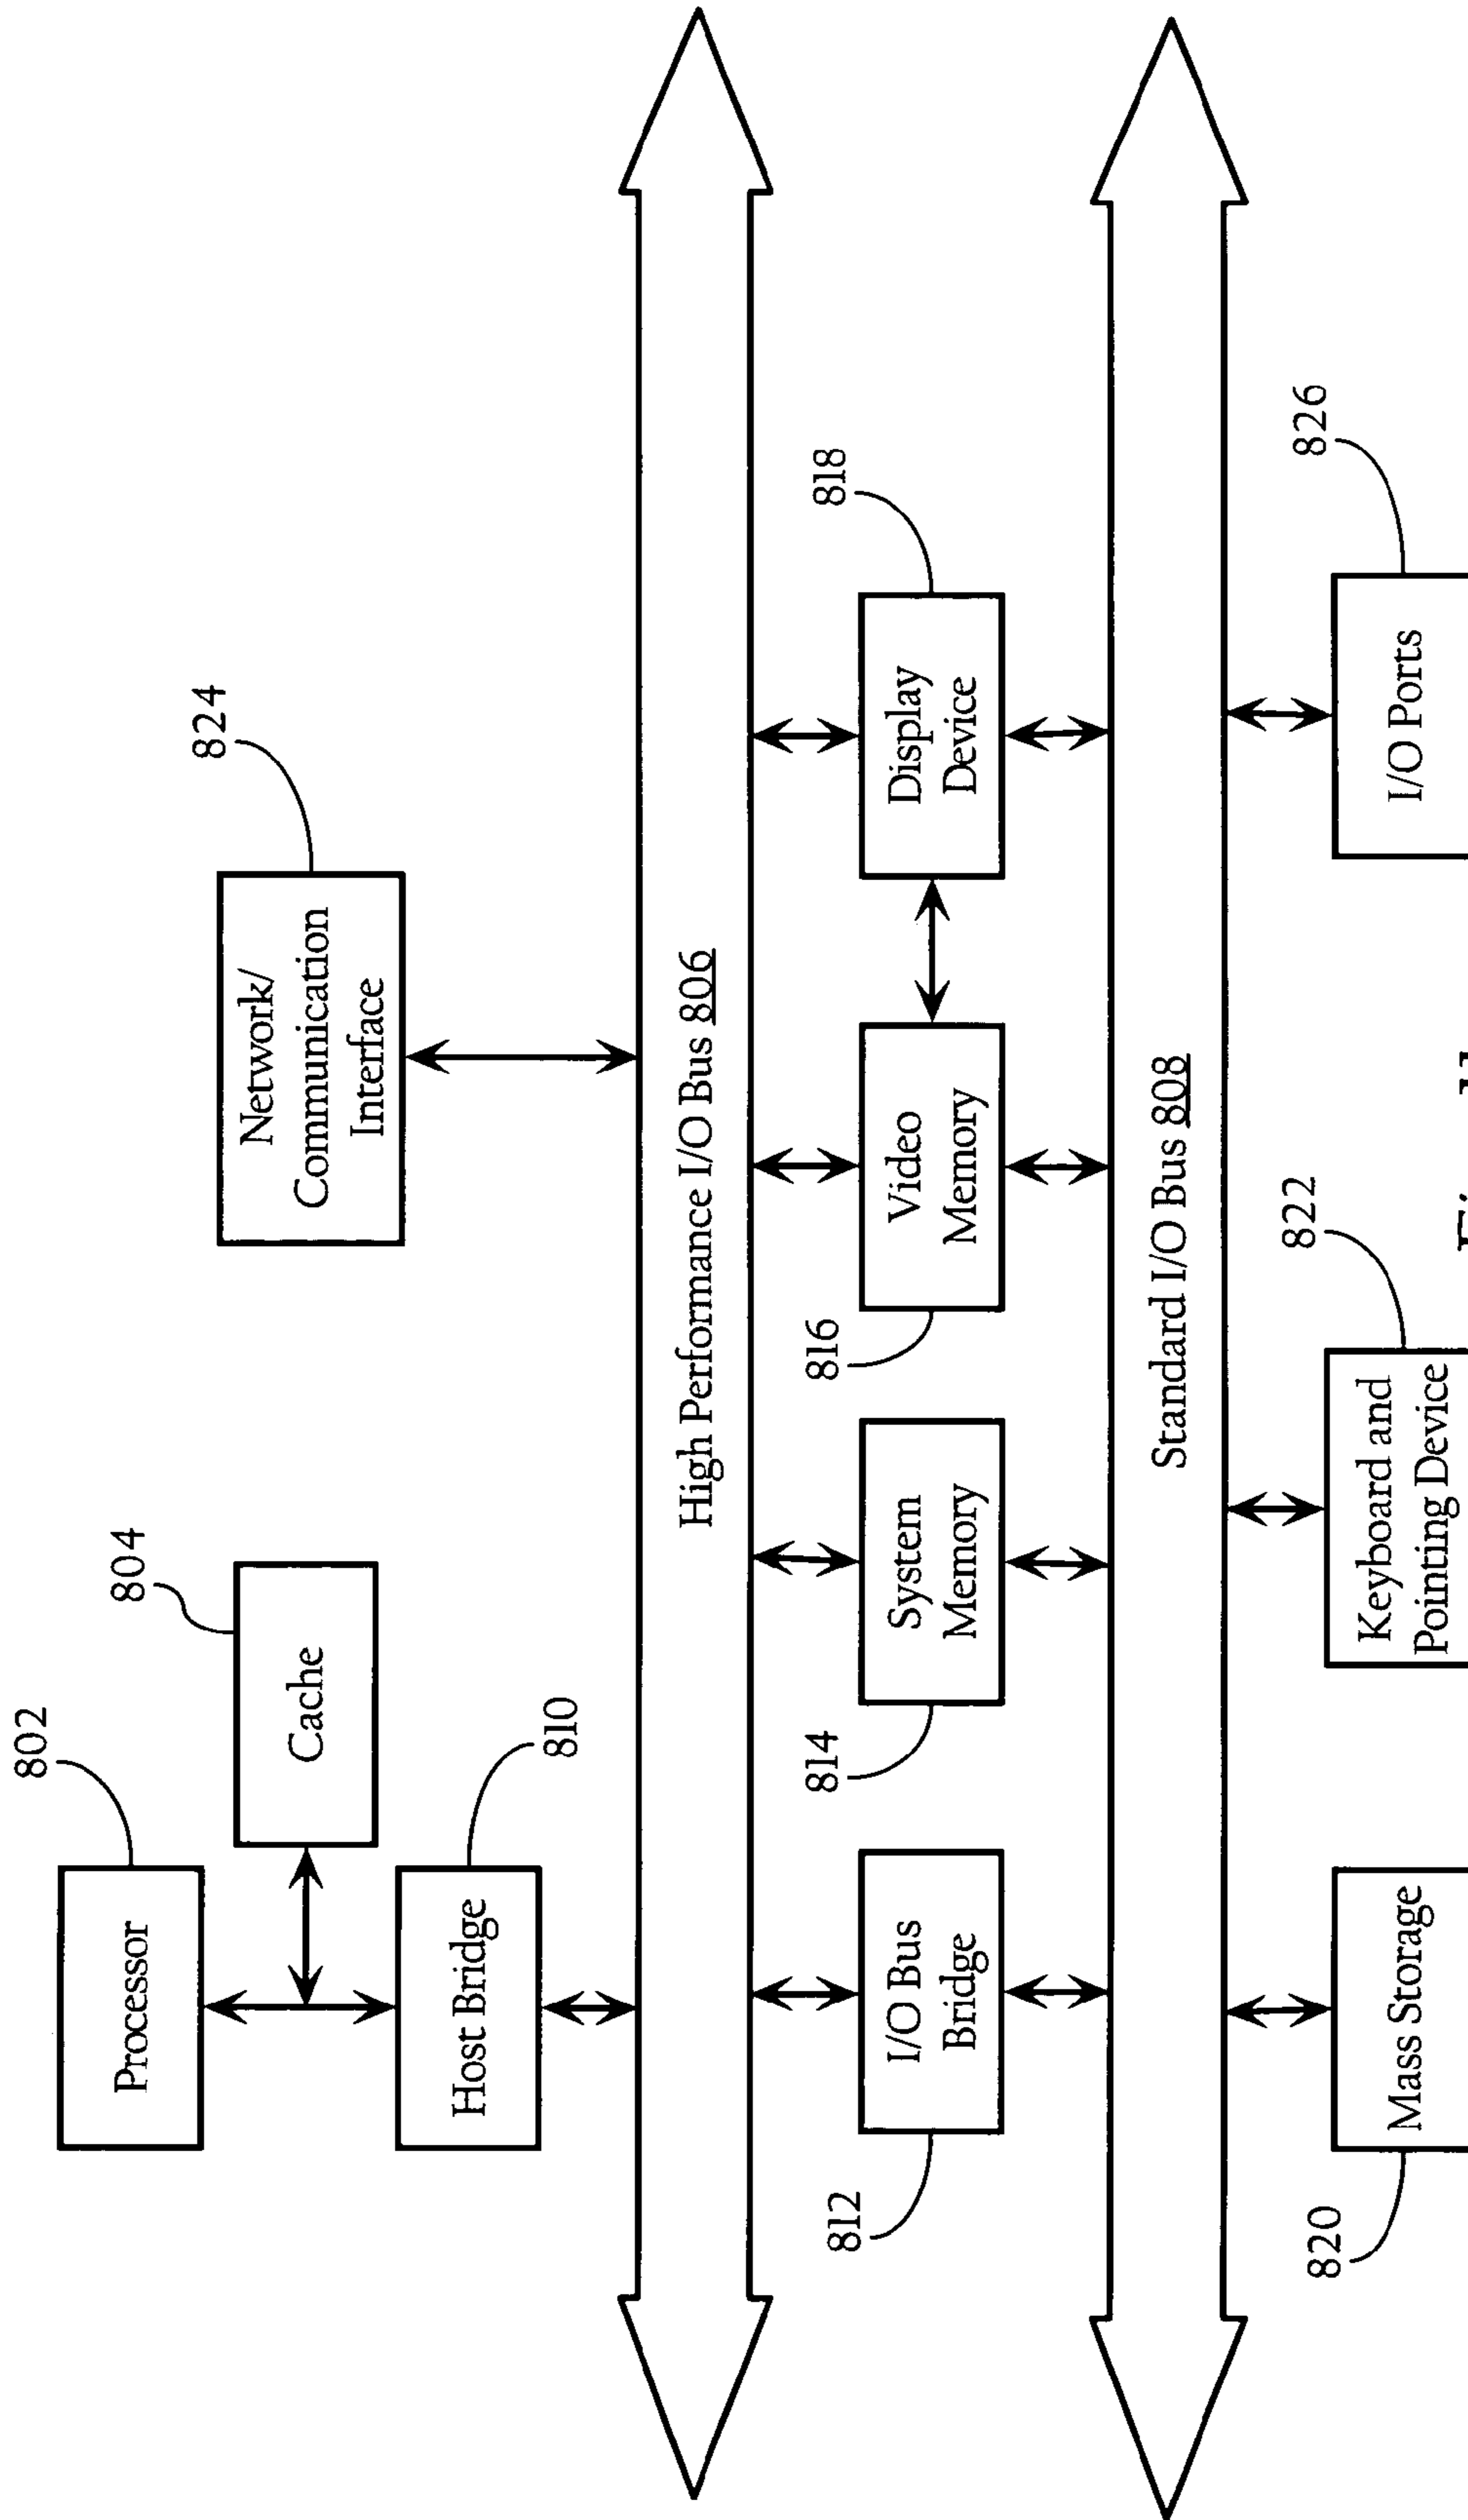 802
Processor
804
Cache
824
Network/
Communication
Interface
Host Bridge
810
High Performance I/O Bus 806
812
I/O Bus
Bridge
814
System
Memory
816
Video
Memory
818
Display
Device
Standard I/O Bus 808
820
Mass Storage
822
Keyboard and
Pointing Device
826
I/O Ports